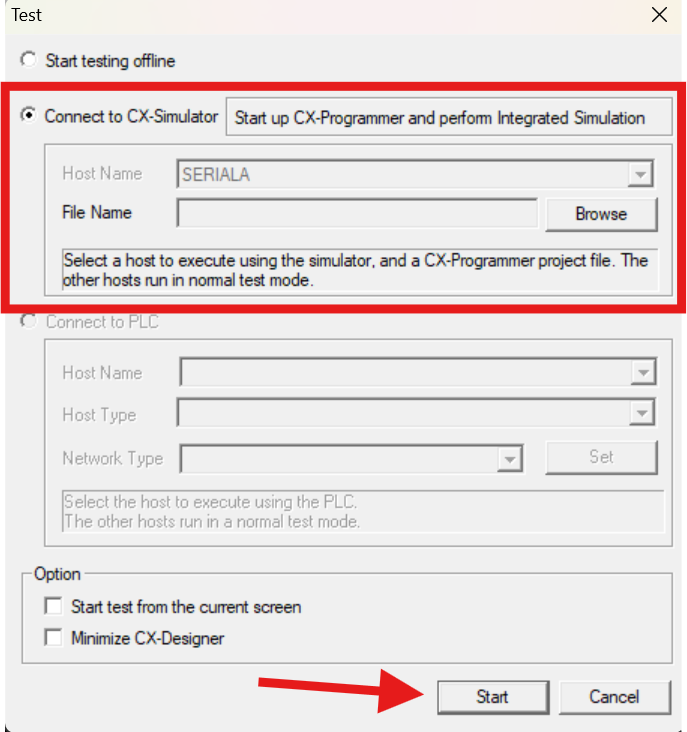 Test
Start testing offline
Connect to CX-Simulator
Start up CX-Programmer and perform Integrated Simulation
Host Name
SERIALA
File Name
Browse
Select a host to execute using the simulator, and a CX-Programmer project file. The
other hosts run in normal test mode.
Connect to PLC
Host Name
Host Type
Network Type
Set
Select the host to execute using the PLC.
The other hosts run in a normal test mode.
Option
Start test from the current screen
Minimize CX-Designer
Start
Cancel